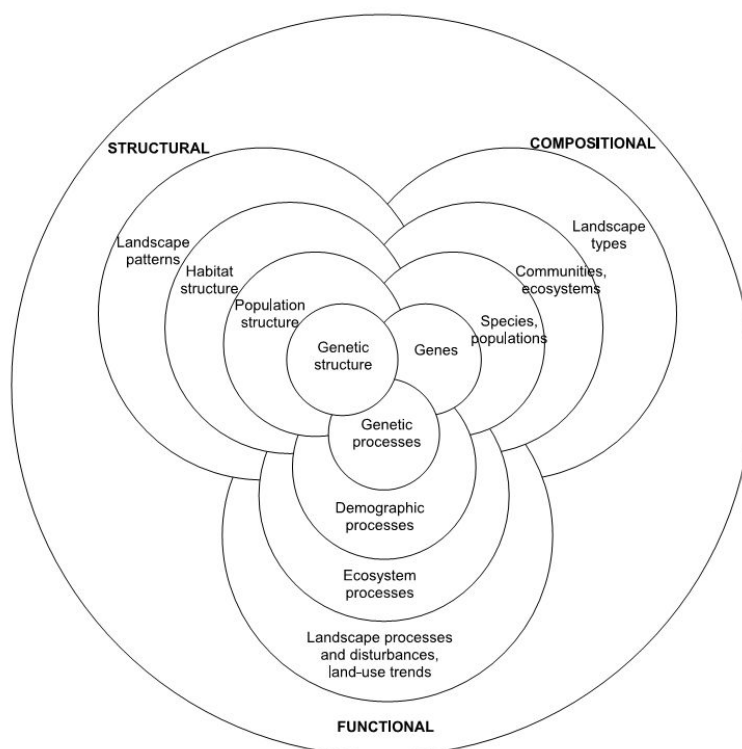 STRUCTURAL
COMPOSITIONAL
Landscape
patterns
Habitat
structure
Population
structure
Genetic
structure
Landscape
types
Communities,
ecosystems
Species,
populations
Genes
Genetic
processes
Demographic
processes
Ecosystem
processes
Landscape processes
and disturbances,
land-use trends
FUNCTIONAL